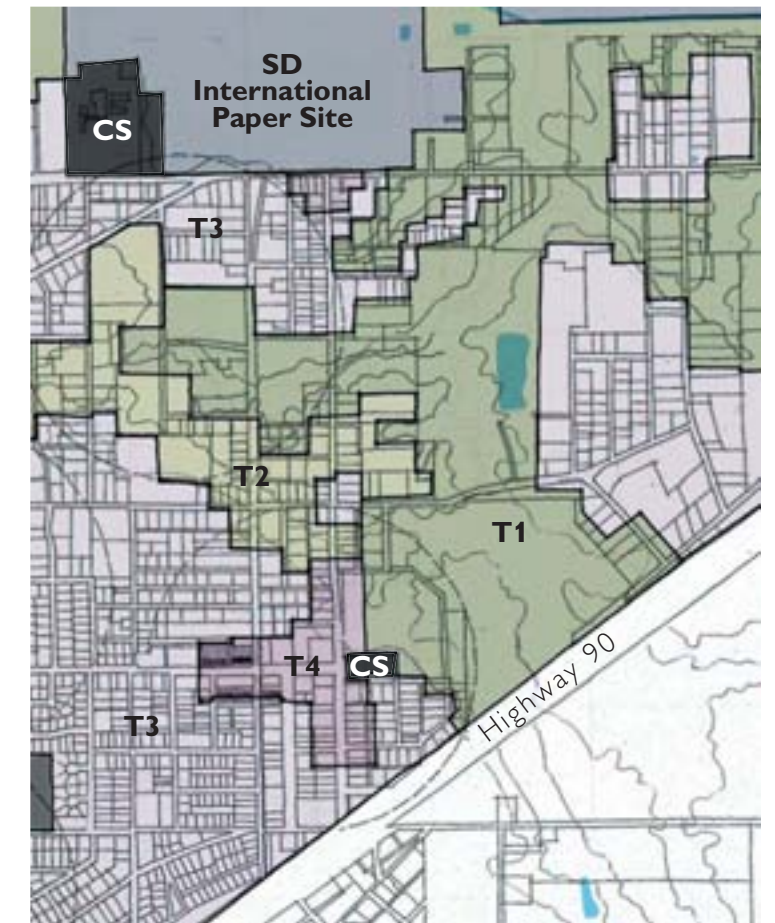 SD
International
Paper Site
CS
T3
T2
T1
T4
CS
T3
Highway 90